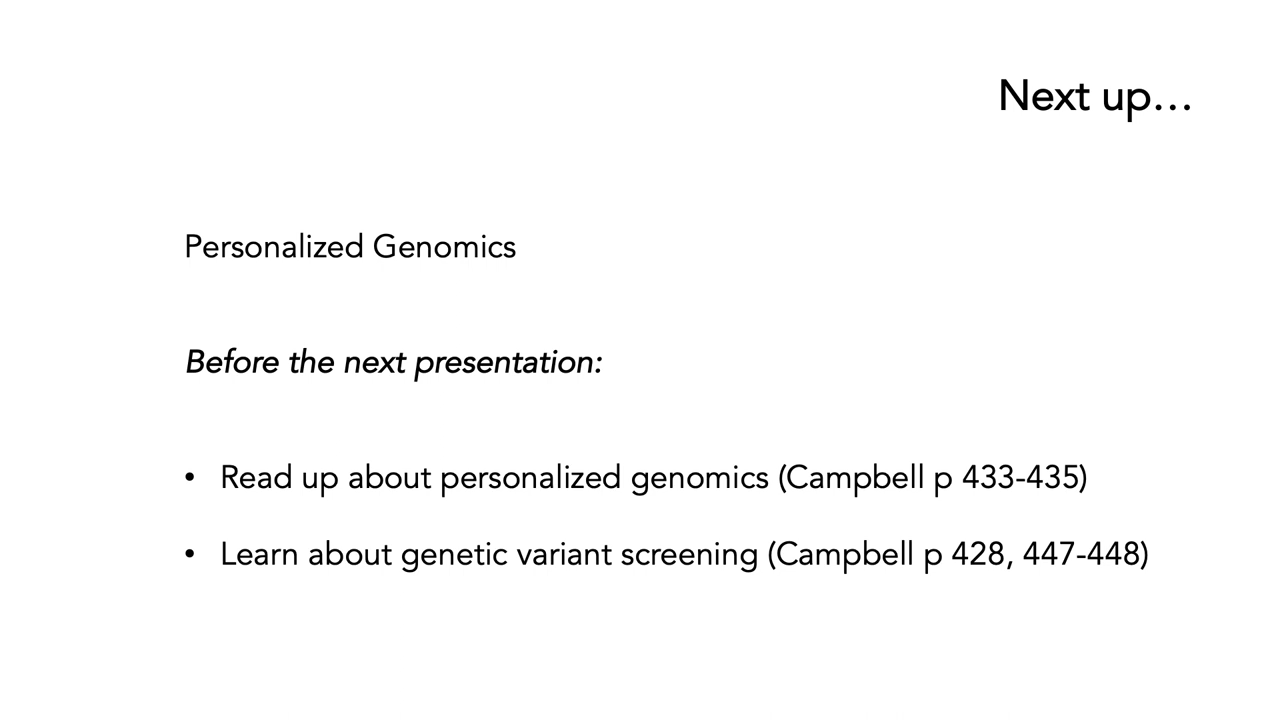 Next up…
Personalized Genomics
Before the next presentation:
• Read up about personalized genomics (Campbell p 433-435)
• Learn about genetic variant screening (Campbell p 428, 447-448)